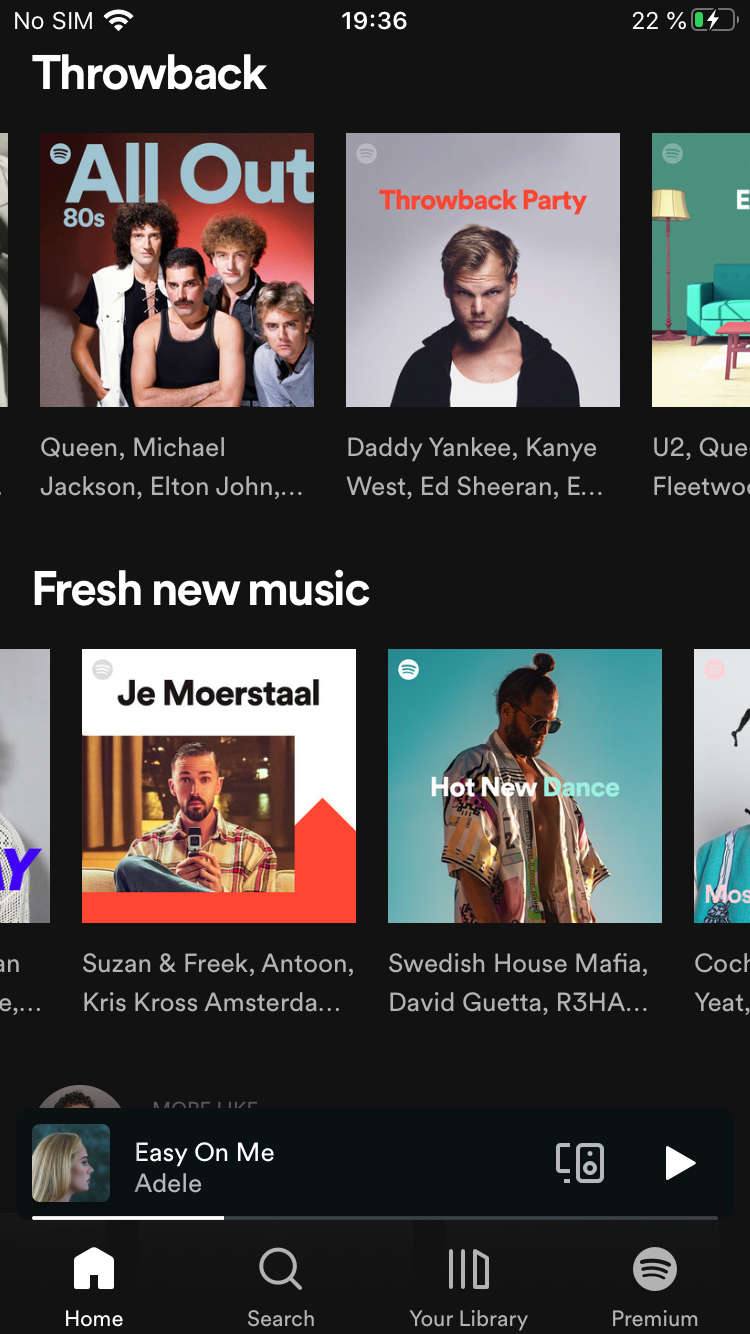 No SIM 19:36 22 %
Throwback
All Out
80s
Throwback Party
E
Queen, Michael
Jackson, Elton John,...
Daddy Yankee, Kanye
West, Ed Sheeran, E...
U2, Que
Fleetwo
Fresh new music
AY
Je Moerstaal
Hot New Dance
Mos
an
e,...
Suzan & Freek, Antoon,
Kris Kross Amsterda...
Swedish House Mafia,
David Guetta, R3HA...
Coch
Yeat,
MORE LIKE
Easy On Me
Adele
Home Search Your Library Premium